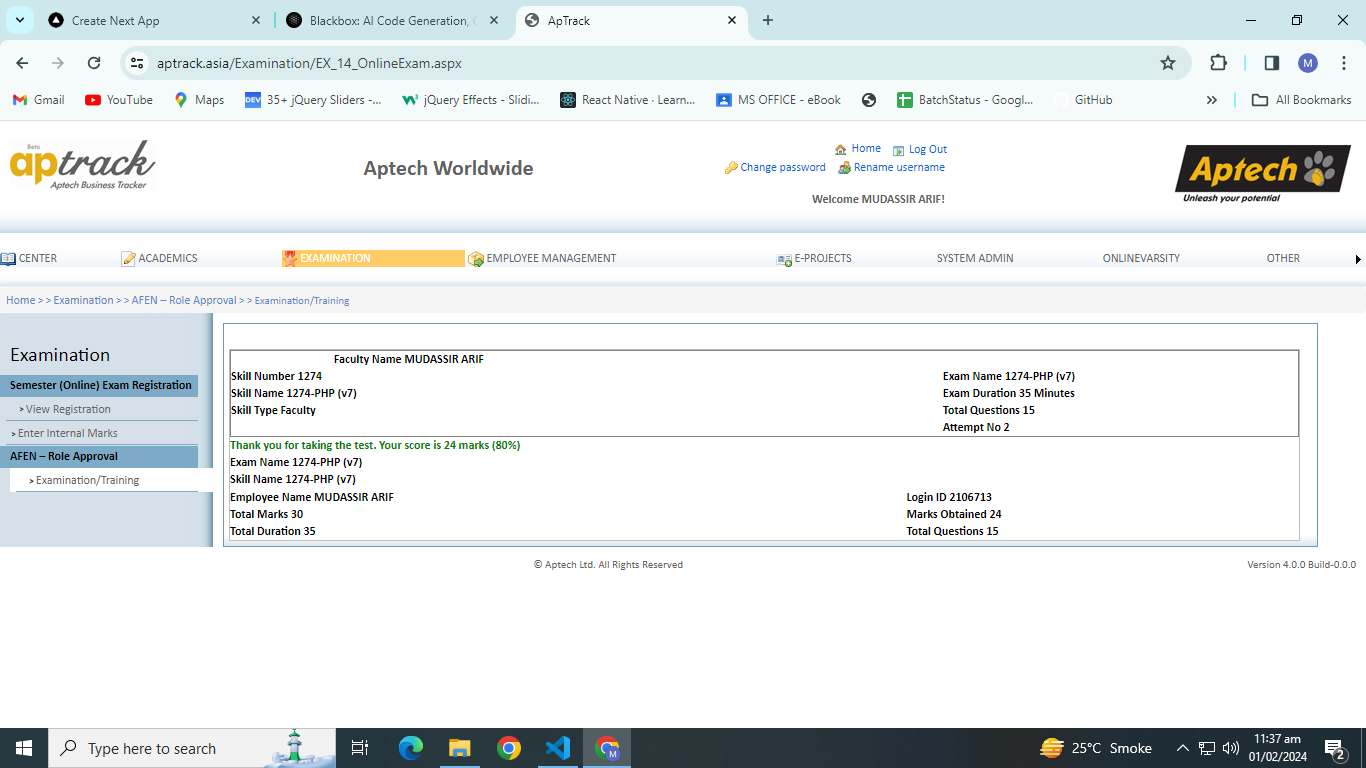 Create Next App
Blackbox: AI Code Generation,
ApTrack
aptrack.asia/Examination/EX_14_OnlineExam.aspx
M
Gmail YouTube Maps DEV 35+ jQuery Sliders -... jQuery Effects - Slidi... React Native · Learn... MS OFFICE - eBook BatchStatus - Googl... GitHub » All Bookmarks
Beta
aptrack
Aptech Business Tracker
Aptech Worldwide
Home Log Out
Change password Rename username
Welcome MUDASSIR ARIF!
Aptech
Unleash your potential
CENTER ACADEMICS EXAMINATION EMPLOYEE MANAGEMENT E-PROJECTS SYSTEM ADMIN ONLINEVARSITY OTHER
Home > > Examination > > AFEN – Role Approval > > Examination/Training
Examination
Semester (Online) Exam Registration
> View Registration
> Enter Internal Marks
AFEN – Role Approval
> Examination/Training
Faculty Name MUDASSIR ARIF
Skill Number 1274
Skill Name 1274-PHP (v7) Exam Name 1274-PHP (v7)
Skill Type Faculty Exam Duration 35 Minutes
Total Questions 15
Attempt No 2
Thank you for taking the test. Your score is 24 marks (80%)
Exam Name 1274-PHP (v7)
Skill Name 1274-PHP (v7)
Employee Name MUDASSIR ARIF Login ID 2106713
Total Marks 30 Marks Obtained 24
Total Duration 35 Total Questions 15
© Aptech Ltd. All Rights Reserved Version 4.0.0 Build-0.0.0
Type here to search
25°C Smoke
11:37 am
01/02/2024
2